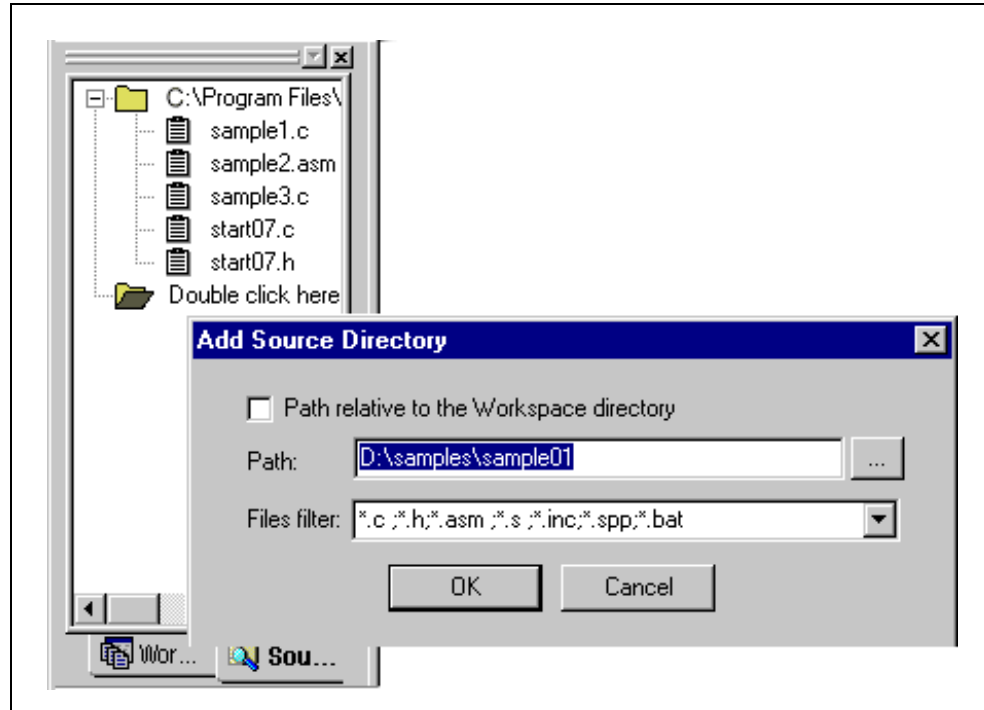 C:\Program Files\
sample1.c
sample2.asm
sample3.c
start07.c
start07.h
Double click here
Add Source Directory
Path relative to the Workspace directory
Path: D:\samples\sample01 ...
Files filter: *.c ;*.h;*.asm ;*.s ;*.inc;*.spp;*.bat
OK Cancel
Wor... Sou...